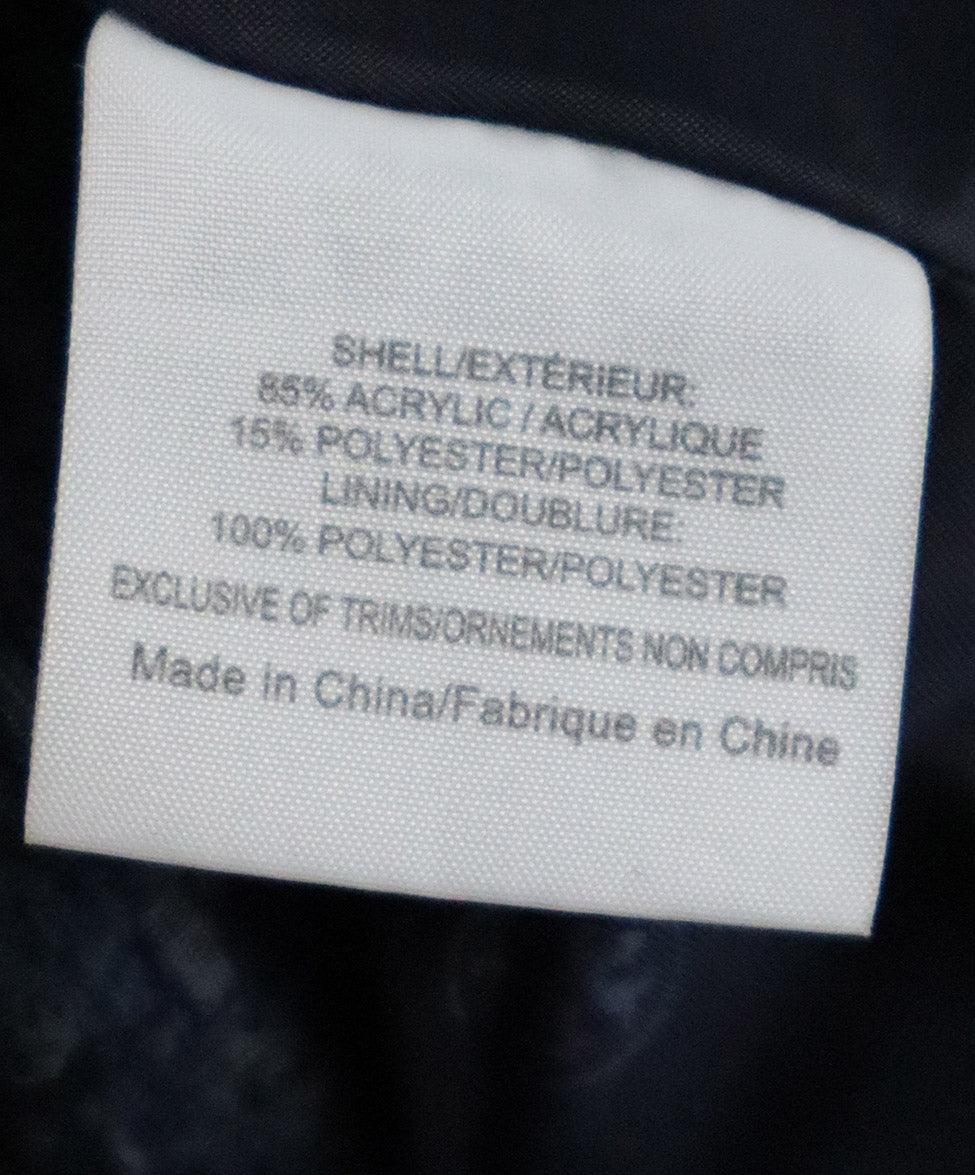 SHELL/EXTÉRIEUR:
85% ACRYLIC / ACRYLIQUE
15% POLYESTER/POLYESTER
LINING/DOUBLURE:
100% POLYESTER/POLYESTER
EXCLUSIVE OF TRIMS/ORNEMENTS NON COMPRIS
Made in China/Fabrique en Chine